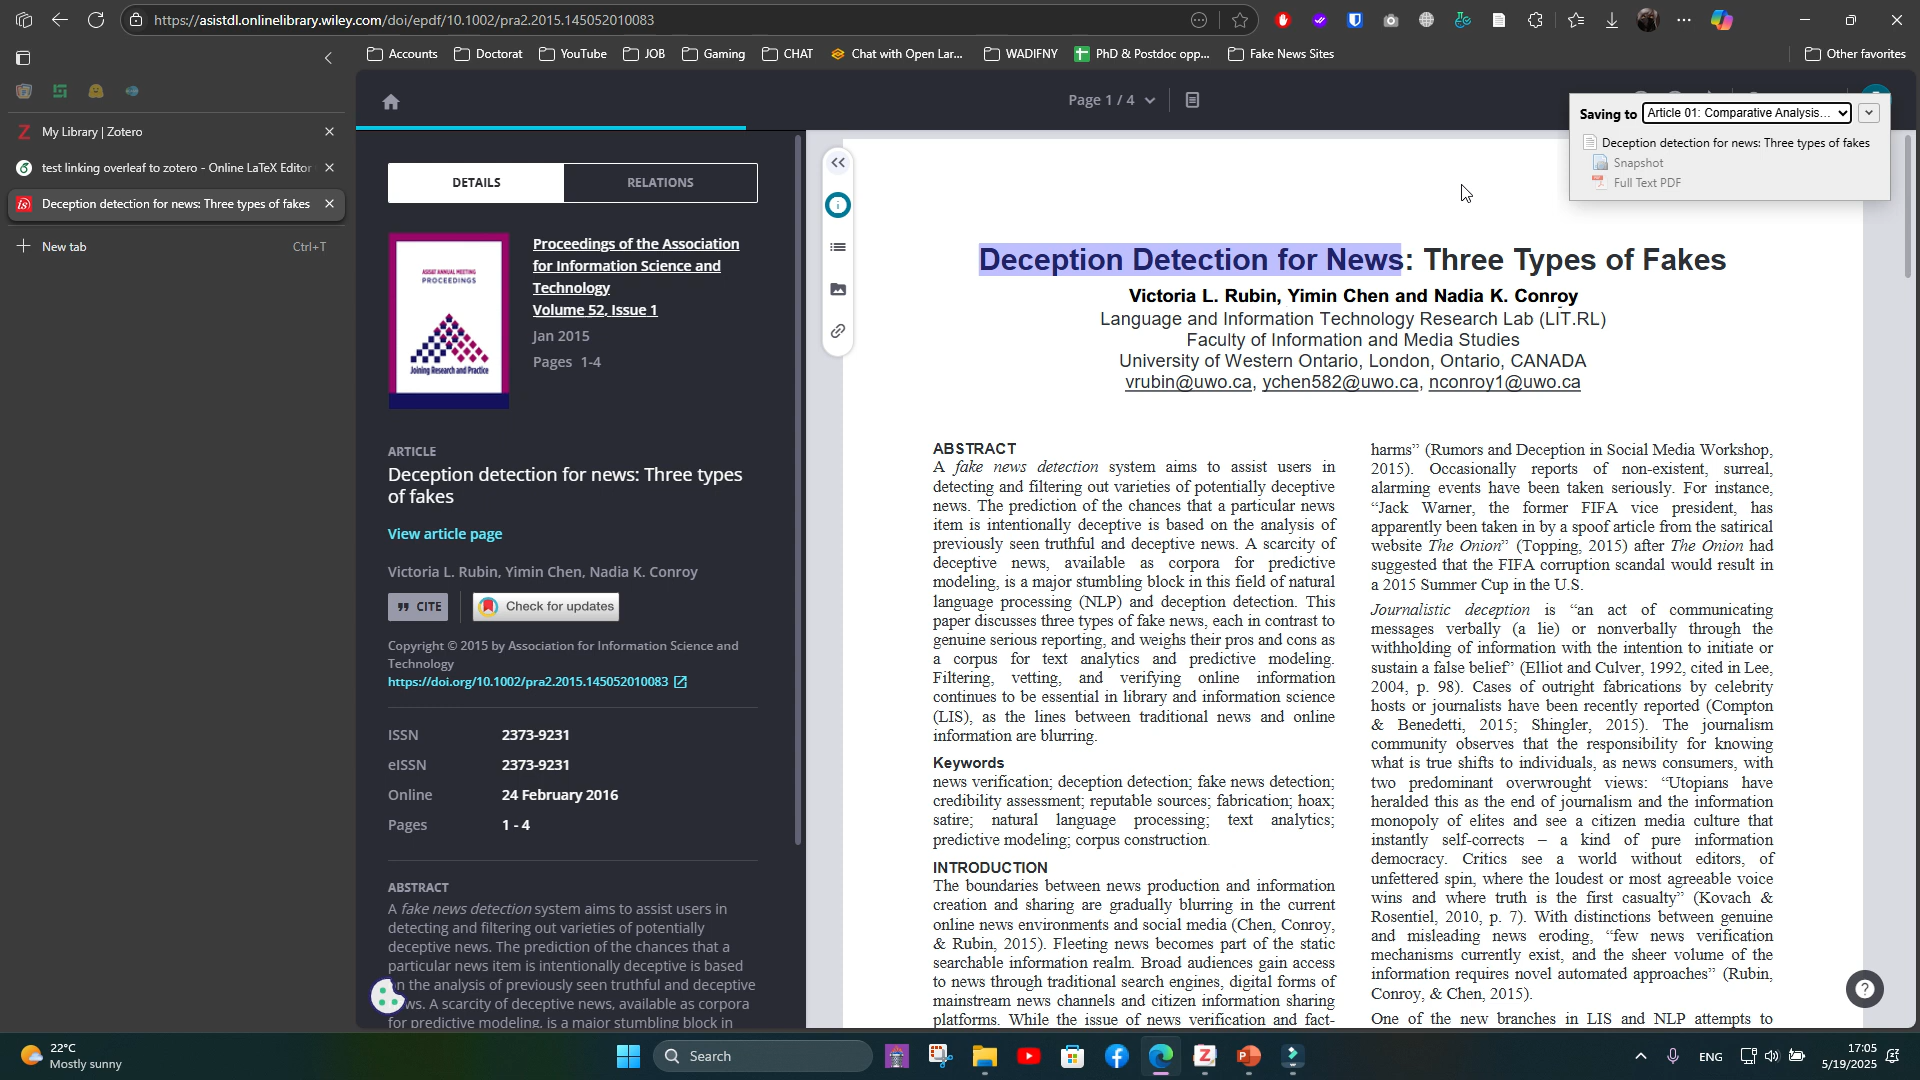 https://asistdl.onlinelibrary.wiley.com/doi/epdf/10.1002/pra2.2015.145052010083
Accounts
Doctorat
YouTube
JOB
Gaming
CHAT
Chat with Open Lar...
WADIFNY
PhD & Postdoc opp...
Fake News Sites
Other favorites
My Library | Zotero
test linking overleaf to zotero - Online LaTeX Editor
Deception detection for news: Three types of fakes
New tab
Ctrl+T
Page 1 / 4
Saving to Article 01: Comparative Analysis...
Deception detection for news: Three types of fakes
Snapshot
Full Text PDF
DETAILS
RELATIONS
ASIS&T ANNUAL MEETING
PROCEEDINGS
Joining Research and Practice
Proceedings of the Association
for Information Science and
Technology
Volume 52, Issue 1
Jan 2015
Pages 1-4
ARTICLE
Deception detection for news: Three types
of fakes
View article page
Victoria L. Rubin, Yimin Chen, Nadia K. Conroy
CITE
Check for updates
Copyright © 2015 by Association for Information Science and
Technology
https://doi.org/10.1002/pra2.2015.145052010083
ISSN 2373-9231
eISSN 2373-9231
Online 24 February 2016
Pages 1 - 4
ABSTRACT
A fake news detection system aims to assist users in
detecting and filtering out varieties of potentially
deceptive news. The prediction of the chances that a
particular news item is intentionally deceptive is based
on the analysis of previously seen truthful and deceptive
ws. A scarcity of deceptive news, available as corpora
for predictive modeling, is a major stumbling block in
Deception Detection for News: Three Types of Fakes
Victoria L. Rubin, Yimin Chen and Nadia K. Conroy
Language and Information Technology Research Lab (LIT.RL)
Faculty of Information and Media Studies
University of Western Ontario, London, Ontario, CANADA
vrubin@uwo.ca, ychen582@uwo.ca, nconroy1@uwo.ca
ABSTRACT
A fake news detection system aims to assist users in
detecting and filtering out varieties of potentially deceptive
news. The prediction of the chances that a particular news
item is intentionally deceptive is based on the analysis of
previously seen truthful and deceptive news. A scarcity of
deceptive news, available as corpora for predictive
modeling, is a major stumbling block in this field of natural
language processing (NLP) and deception detection. This
paper discusses three types of fake news, each in contrast to
genuine serious reporting, and weighs their pros and cons as
a corpus for text analytics and predictive modeling.
Filtering, vetting, and verifying online information
continues to be essential in library and information science
(LIS), as the lines between traditional news and online
information are blurring.
Keywords
news verification; deception detection; fake news detection;
credibility assessment; reputable sources; fabrication; hoax;
satire; natural language processing; text analytics;
predictive modeling; corpus construction.
INTRODUCTION
The boundaries between news production and information
creation and sharing are gradually blurring in the current
online news environments and social media (Chen, Conroy,
& Rubin, 2015). Fleeting news becomes part of the static
searchable information realm. Broad audiences gain access
to news through traditional search engines, digital forms of
mainstream news channels and citizen information sharing
platforms. While the issue of news verification and fact-
harms” (Rumors and Deception in Social Media Workshop,
2015). Occasionally reports of non-existent, surreal,
alarming events have been taken seriously. For instance,
“Jack Warner, the former FIFA vice president, has
apparently been taken in by a spoof article from the satirical
website The Onion” (Topping, 2015) after The Onion had
suggested that the FIFA corruption scandal would result in
a 2015 Summer Cup in the U.S.
Journalistic deception is “an act of communicating
messages verbally (a lie) or nonverbally through the
withholding of information with the intention to initiate or
sustain a false belief” (Elliot and Culver, 1992, cited in Lee,
2004, p. 98). Cases of outright fabrications by celebrity
hosts or journalists have been recently reported (Compton
& Benedetti, 2015; Shingler, 2015). The journalism
community observes that the responsibility for knowing
what is true shifts to individuals, as news consumers, with
two predominant overwrought views: “Utopians have
heralded this as the end of journalism and the information
monopoly of elites and see a citizen media culture that
instantly self-corrects – a kind of pure information
democracy. Critics see a world without editors, of
unfettered spin, where the loudest or most agreeable voice
wins and where truth is the first casualty” (Kovach &
Rosentiel, 2010, p. 7). With distinctions between genuine
and misleading news eroding, “few news verification
mechanisms currently exist, and the sheer volume of the
information requires novel automated approaches” (Rubin,
Conroy, & Chen, 2015).
One of the new branches in LIS and NLP attempts to
22°C
Mostly sunny
Search
ENG
17:05
5/19/2025